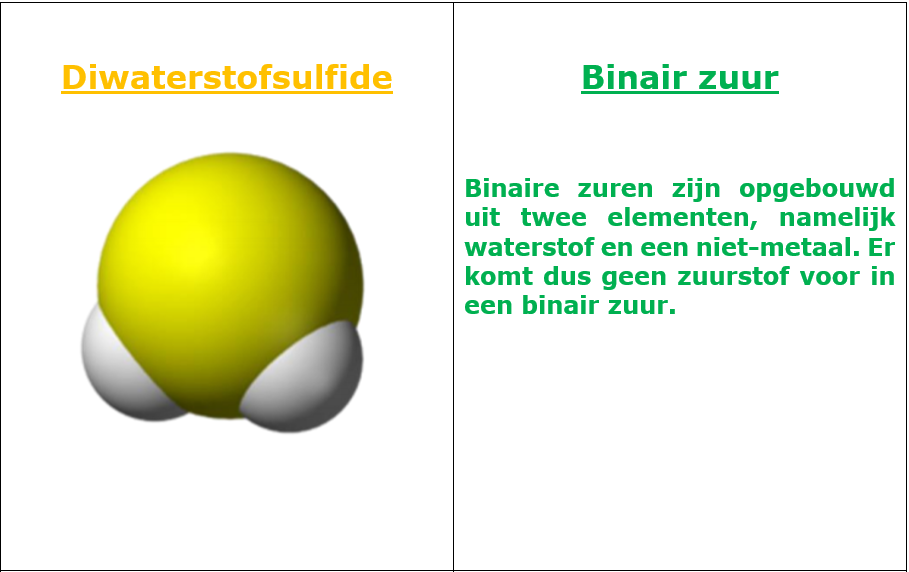 Diwaterstofsulfide
Binair zuur
Binaire zuren zijn opgebouwd
uit twee elementen, namelijk
waterstof en een niet-metaal. Er
komt dus geen zuurstof voor in
een binair zuur.